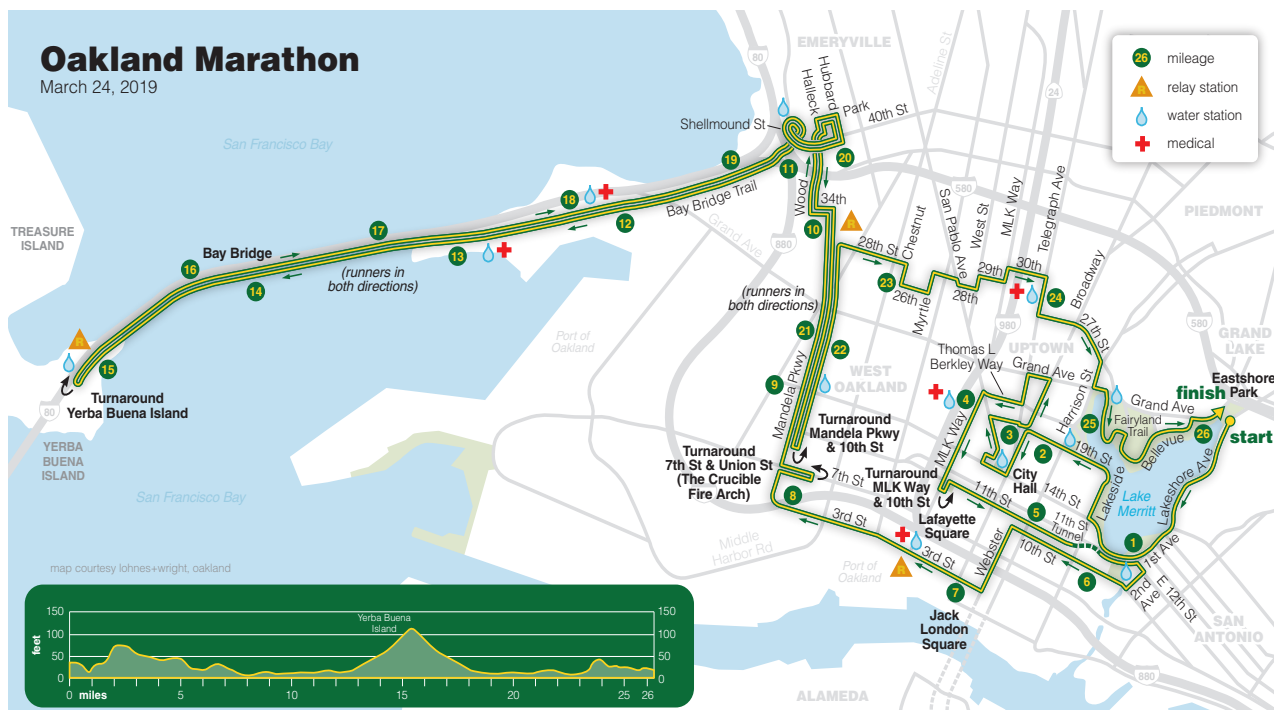 Oakland Marathon
March 24, 2019
26 mileage
R relay station
water station
medical
EMERYVILLE
Adeline St
80
24
Hubbard
Halleck
Park
40th St
Shellmound St
San Francisco Bay
19
11
20
580
PIEDMONT
18
12
Bay Bridge Trail
Wood
34th
R
10
Grand Ave
880
TREASURE
ISLAND
17
13
Bay Bridge
16
14
(runners in
both directions)
28th St
Chestnut
San Pablo Ave
West St
MLK Way
Telegraph Ave
23
26th
Myrtle
28th
29th
30th
24
Broadway
27th St
(runners in
both directions)
21
22
980
580
Port of
Oakland
R
15
Turnaround
Yerba Buena Island
80
YERBA
BUENA
ISLAND
UPTOWN
GRAND
LAKE
Thomas L
Berkley Way
Grand Ave
WEST
OAKLAND
9
Mandela Pkwy
4
Harrison St
Eastshore
Park
finish
start
Grand Ave
Fairyland
Trail
25
26
Bellevue
3
2
19th St
MLK Way
Turnaround
Mandela Pkwy
& 10th St
Turnaround
7th St & Union St
(The Crucible
Fire Arch)
7th St
8
Turnaround
MLK Way
& 10th St
City
Hall
14th St
11th St
5
11th St
Tunnel
Lakeside
Lake
Merritt
Lakeshore Ave
San Francisco Bay
3rd St
Lafayette
Square
Middle
Harbor Rd
3rd St
Webster
10th St
1
1st Ave
6
2nd
Ave
E 12th St
Port of
Oakland
R
7
Jack
London
Square
SAN
ANTONIO
880
ALAMEDA
map courtesy lohnes+wright, oakland
150
100
50
0
feet
Yerba Buena
Island
150
100
50
0
0 miles 5 10 15 20 25 26